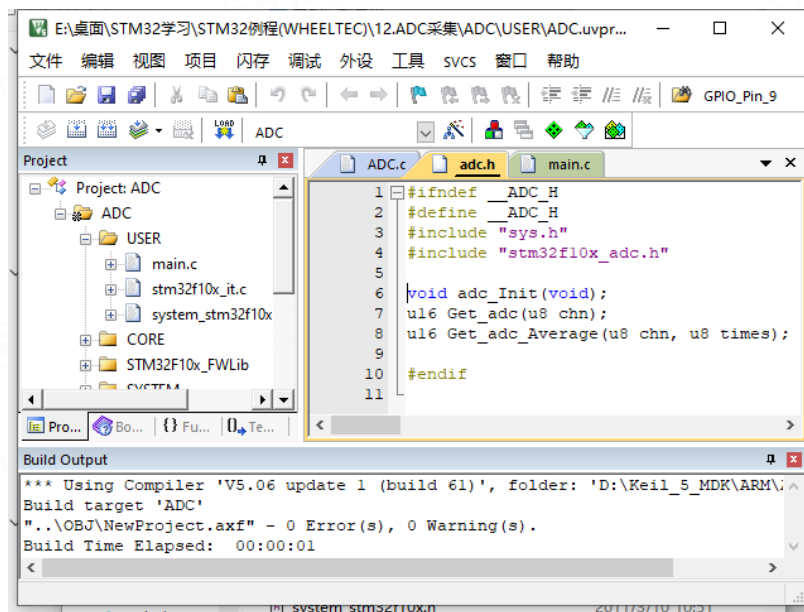 E:\桌面\STM32学习\STM32例程(WHEELTEC)\12.ADC采集\ADC\USER\ADC.uvpr...
文件 编辑 视图 项目 闪存 调试 外设 工具 SVCS 窗口 帮助
GPIO_Pin_9
LOAD ADC
Project
ADC.c adc.h main.c
Project: ADC
ADC
USER
main.c
stm32f10x_it.c
system_stm32f10x
CORE
STM32F10x_FWLib
SYSTEM
1 #ifndef __ADC_H
2 #define __ADC_H
3 #include "sys.h"
4 #include "stm32f10x_adc.h"
5
6 void adc_Init(void);
7 u16 Get_adc(u8 chn);
8 u16 Get_adc_Average(u8 chn, u8 times);
9
10 #endif
11
Pro... Bo... {} Fu... 0 Te...
Build Output
*** Using Compiler 'V5.06 update 1 (build 61)', folder: 'D:\Keil_5_MDK\ARM\
Build target 'ADC'
"..\OBJ\NewProject.axf" - 0 Error(s), 0 Warning(s).
Build Time Elapsed:  00:00:01
system_stm32f10x.h